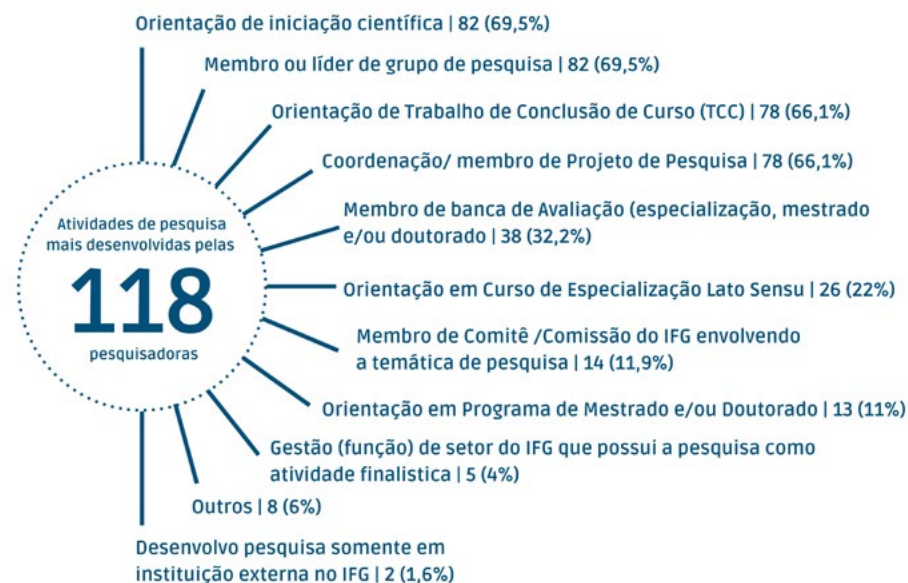 Orientação de iniciação científica | 82 (69,5%)
Membro ou líder de grupo de pesquisa | 82 (69,5%)
Orientação de Trabalho de Conclusão de Curso (TCC) | 78 (66,1%)
Coordenação/ membro de Projeto de Pesquisa | 78 (66,1%)
Membro de banca de Avaliação (especialização, mestrado
e/ou doutorado | 38 (32,2%)
Atividades de pesquisa
mais desenvolvidas pelas
118
pesquisadoras
Orientação em Curso de Especialização Lato Sensu | 26 (22%)
Membro de Comitê /Comissão do IFG envolvendo
a temática de pesquisa | 14 (11,9%)
Orientação em Programa de Mestrado e/ou Doutorado | 13 (11%)
Gestão (função) de setor do IFG que possui a pesquisa como
atividade finalistica | 5 (4%)
Outros | 8 (6%)
Desenvolvo pesquisa somente em
instituição externa no IFG | 2 (1,6%)